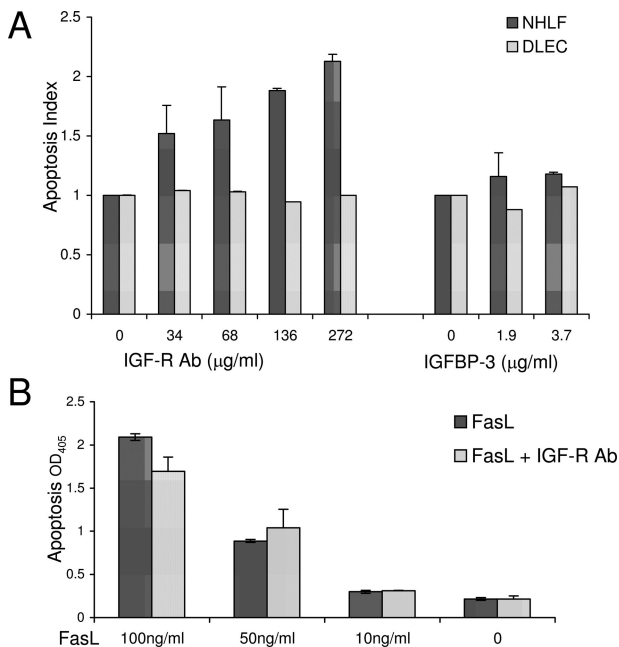 A
2.5
2
1.5
1
0.5
0
Apoptosis Index
NHLF
DLEC
0 34 68 136 272 0 1.9 3.7
IGF-R Ab (μg/ml) IGFBP-3 (μg/ml)
B
2.5
2
1.5
1
0.5
0
Apoptosis OD405
FasL
FasL + IGF-R Ab
FasL 100ng/ml 50ng/ml 10ng/ml 0